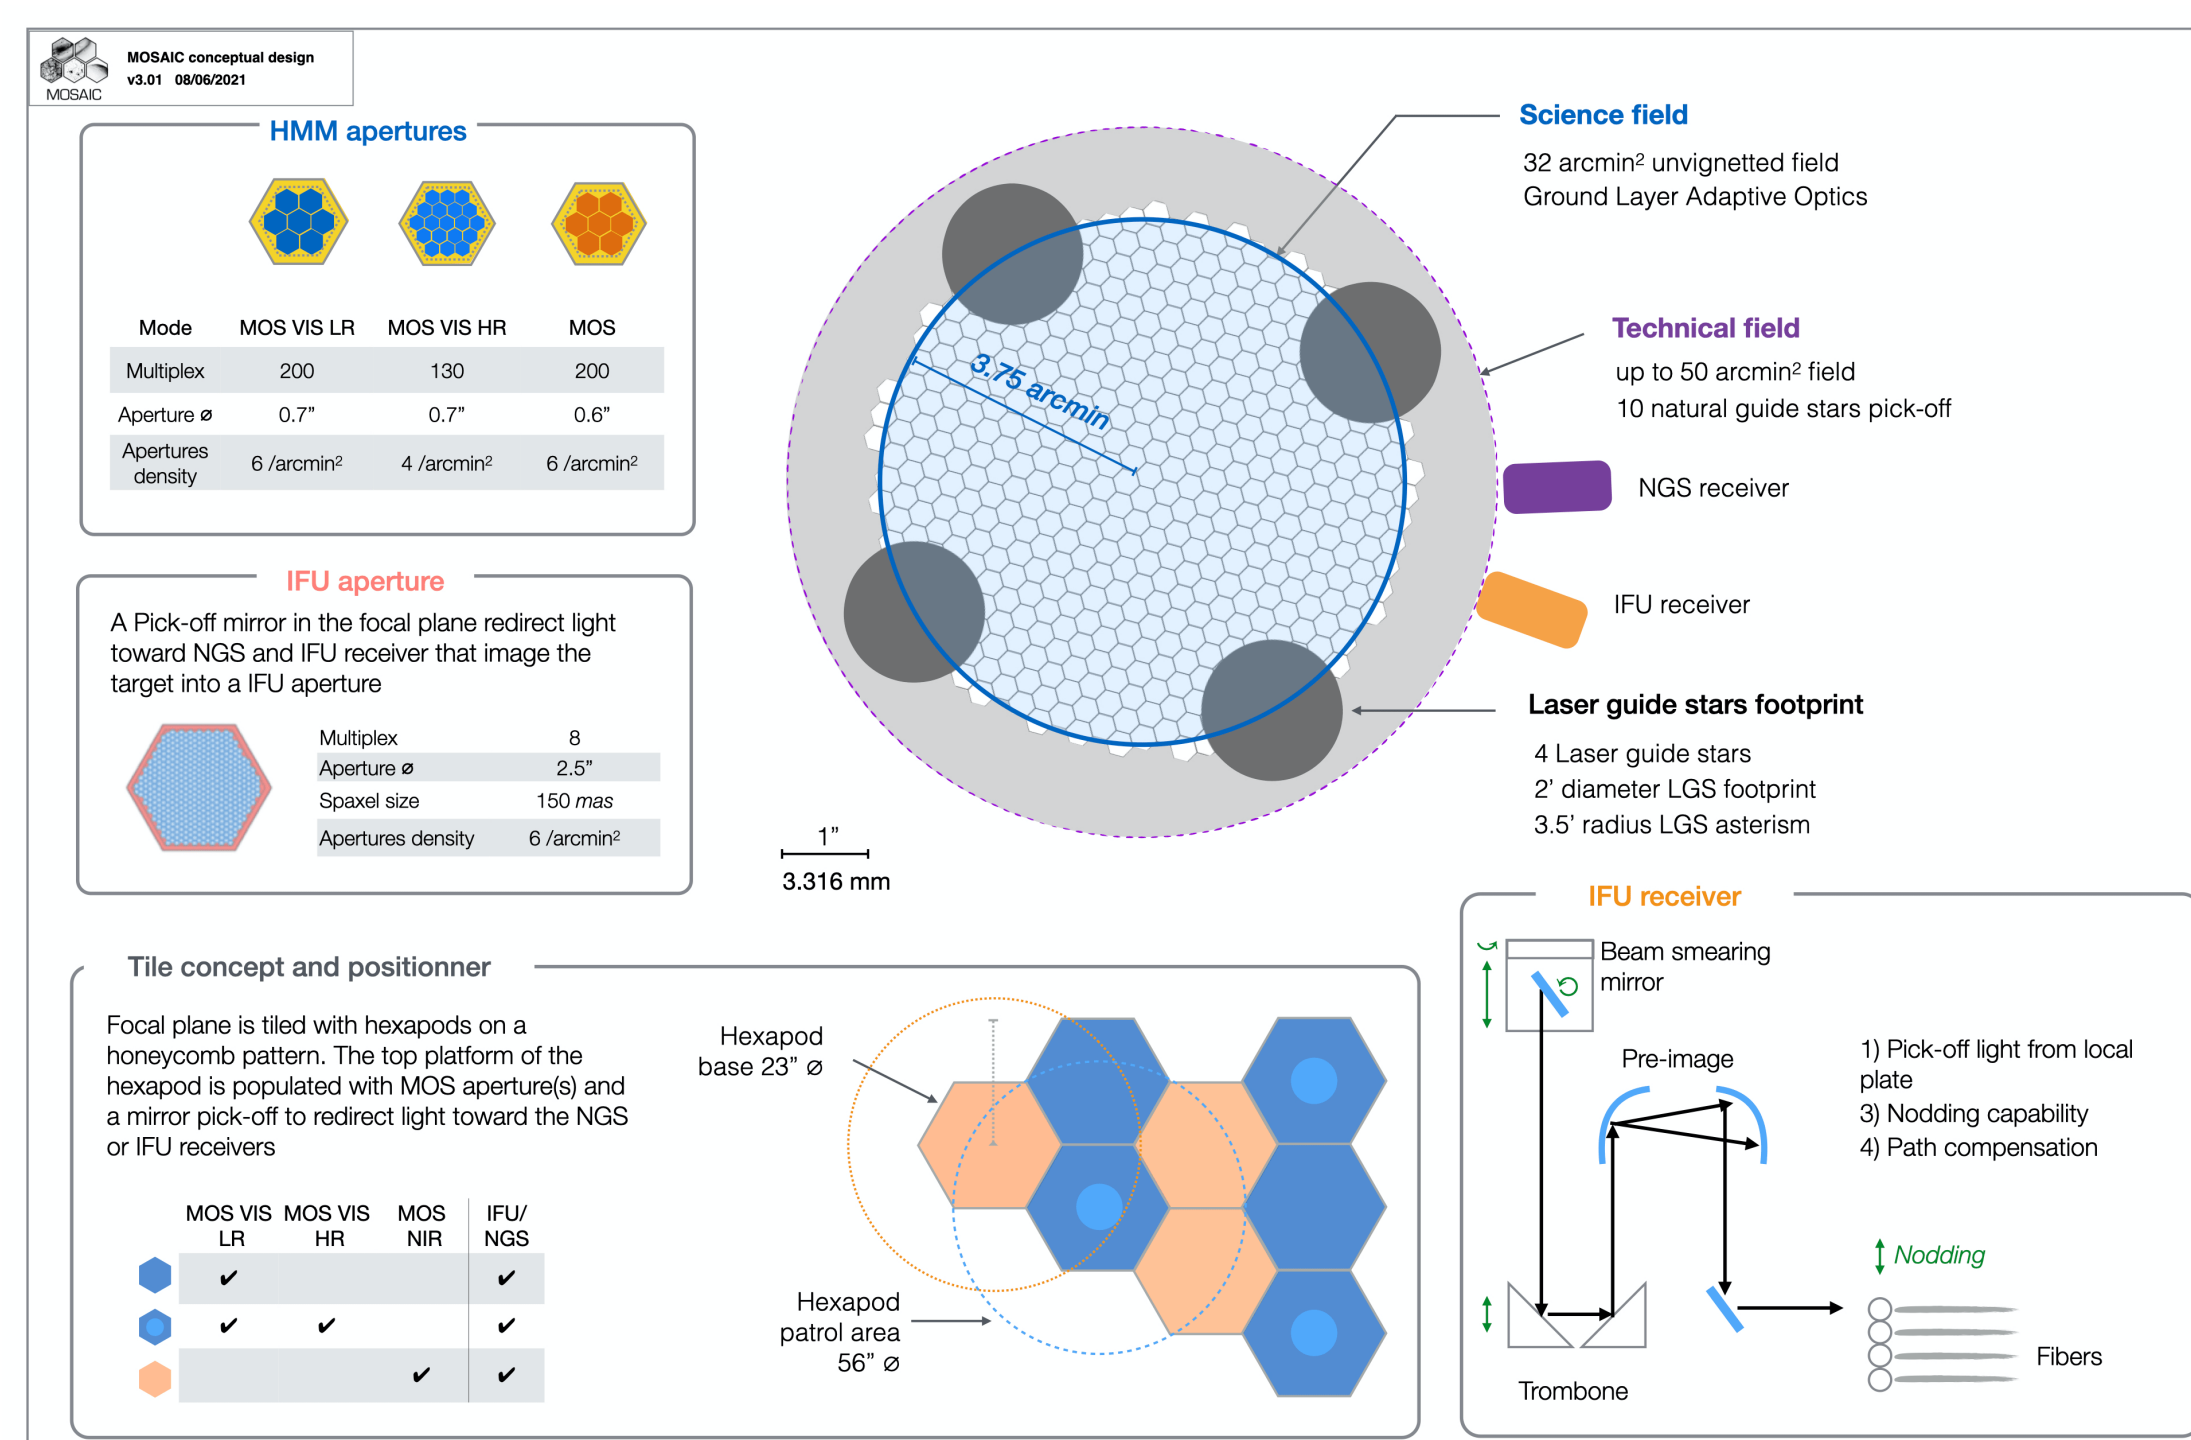 MOSAIC
MOSAIC conceptual design
v3.01 08/06/2021
HMM apertures
Mode MOS VIS LR MOS VIS HR MOS
Multiplex 200 130 200
Aperture ⌀ 0.7” 0.7” 0.6”
Apertures
density 6 /arcmin² 4 /arcmin² 6 /arcmin²
IFU aperture
A Pick-off mirror in the focal plane redirect light
toward NGS and IFU receiver that image the
target into a IFU aperture
Multiplex 8
Aperture ⌀ 2.5”
Spaxel size 150 mas
Apertures density 6 /arcmin²
3.75 arcmin
1”
3.316 mm
Science field
32 arcmin² unvignetted field
Ground Layer Adaptive Optics
Technical field
up to 50 arcmin² field
10 natural guide stars pick-off
NGS receiver
IFU receiver
Laser guide stars footprint
4 Laser guide stars
2’ diameter LGS footprint
3.5’ radius LGS asterism
Tile concept and positionner
Focal plane is tiled with hexapods on a
honeycomb pattern. The top platform of the
hexapod is populated with MOS aperture(s) and
a mirror pick-off to redirect light toward the NGS
or IFU receivers
MOS VIS MOS VIS MOS IFU/
LR HR NIR NGS
✔ ✔
✔ ✔ ✔
✔ ✔
Hexapod
base 23” ⌀
Hexapod
patrol area
56” ⌀
IFU receiver
Beam smearing
mirror
Pre-image
1) Pick-off light from local
plate
3) Nodding capability
4) Path compensation
Nodding
Fibers
Trombone